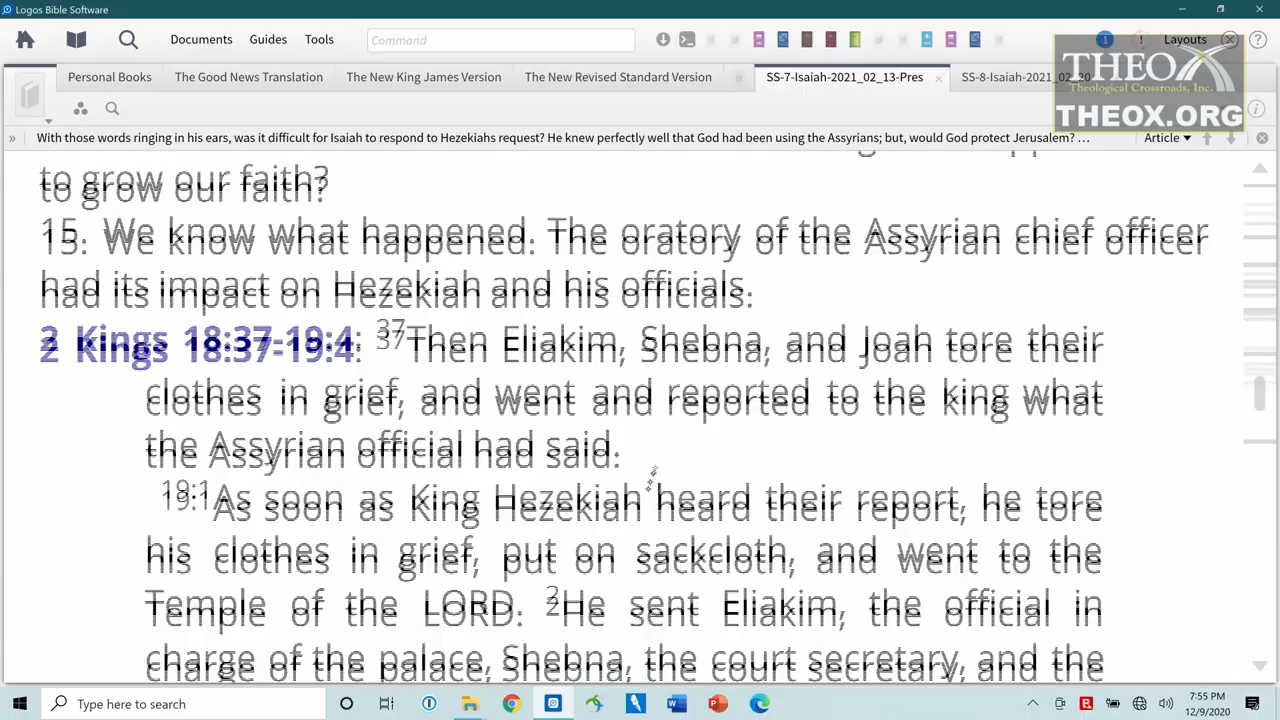 Logos Bible Software
Documents Guides Tools Command 1 Layouts
THEOX
Theological Crossroads, Inc.
THEOX.ORG
Personal Books The Good News Translation The New King James Version The New Revised Standard Version SS-7-Isaiah-2021_02_13-Pres SS-8-Isaiah-2021_02_20
» With those words ringing in his ears, was it difficult for Isaiah to respond to Hezekiahs request? He knew perfectly well that God had been using the Assyrians; but, would God protect Jerusalem? … Article
to grow our faith?
15. We know what happened. The oratory of the Assyrian chief officer
had its impact on Hezekiah and his officials.
2 Kings 18:37-19:4: 37Then Eliakim, Shebna, and Joah tore their
clothes in grief, and went and reported to the king what
the Assyrian official had said.
19:1As soon as King Hezekiah heard their report, he tore
his clothes in grief, put on sackcloth, and went to the
Temple of the LORD. 2He sent Eliakim, the official in
charge of the palace, Shebna, the court secretary, and the
Type here to search
7:55 PM
12/9/2020